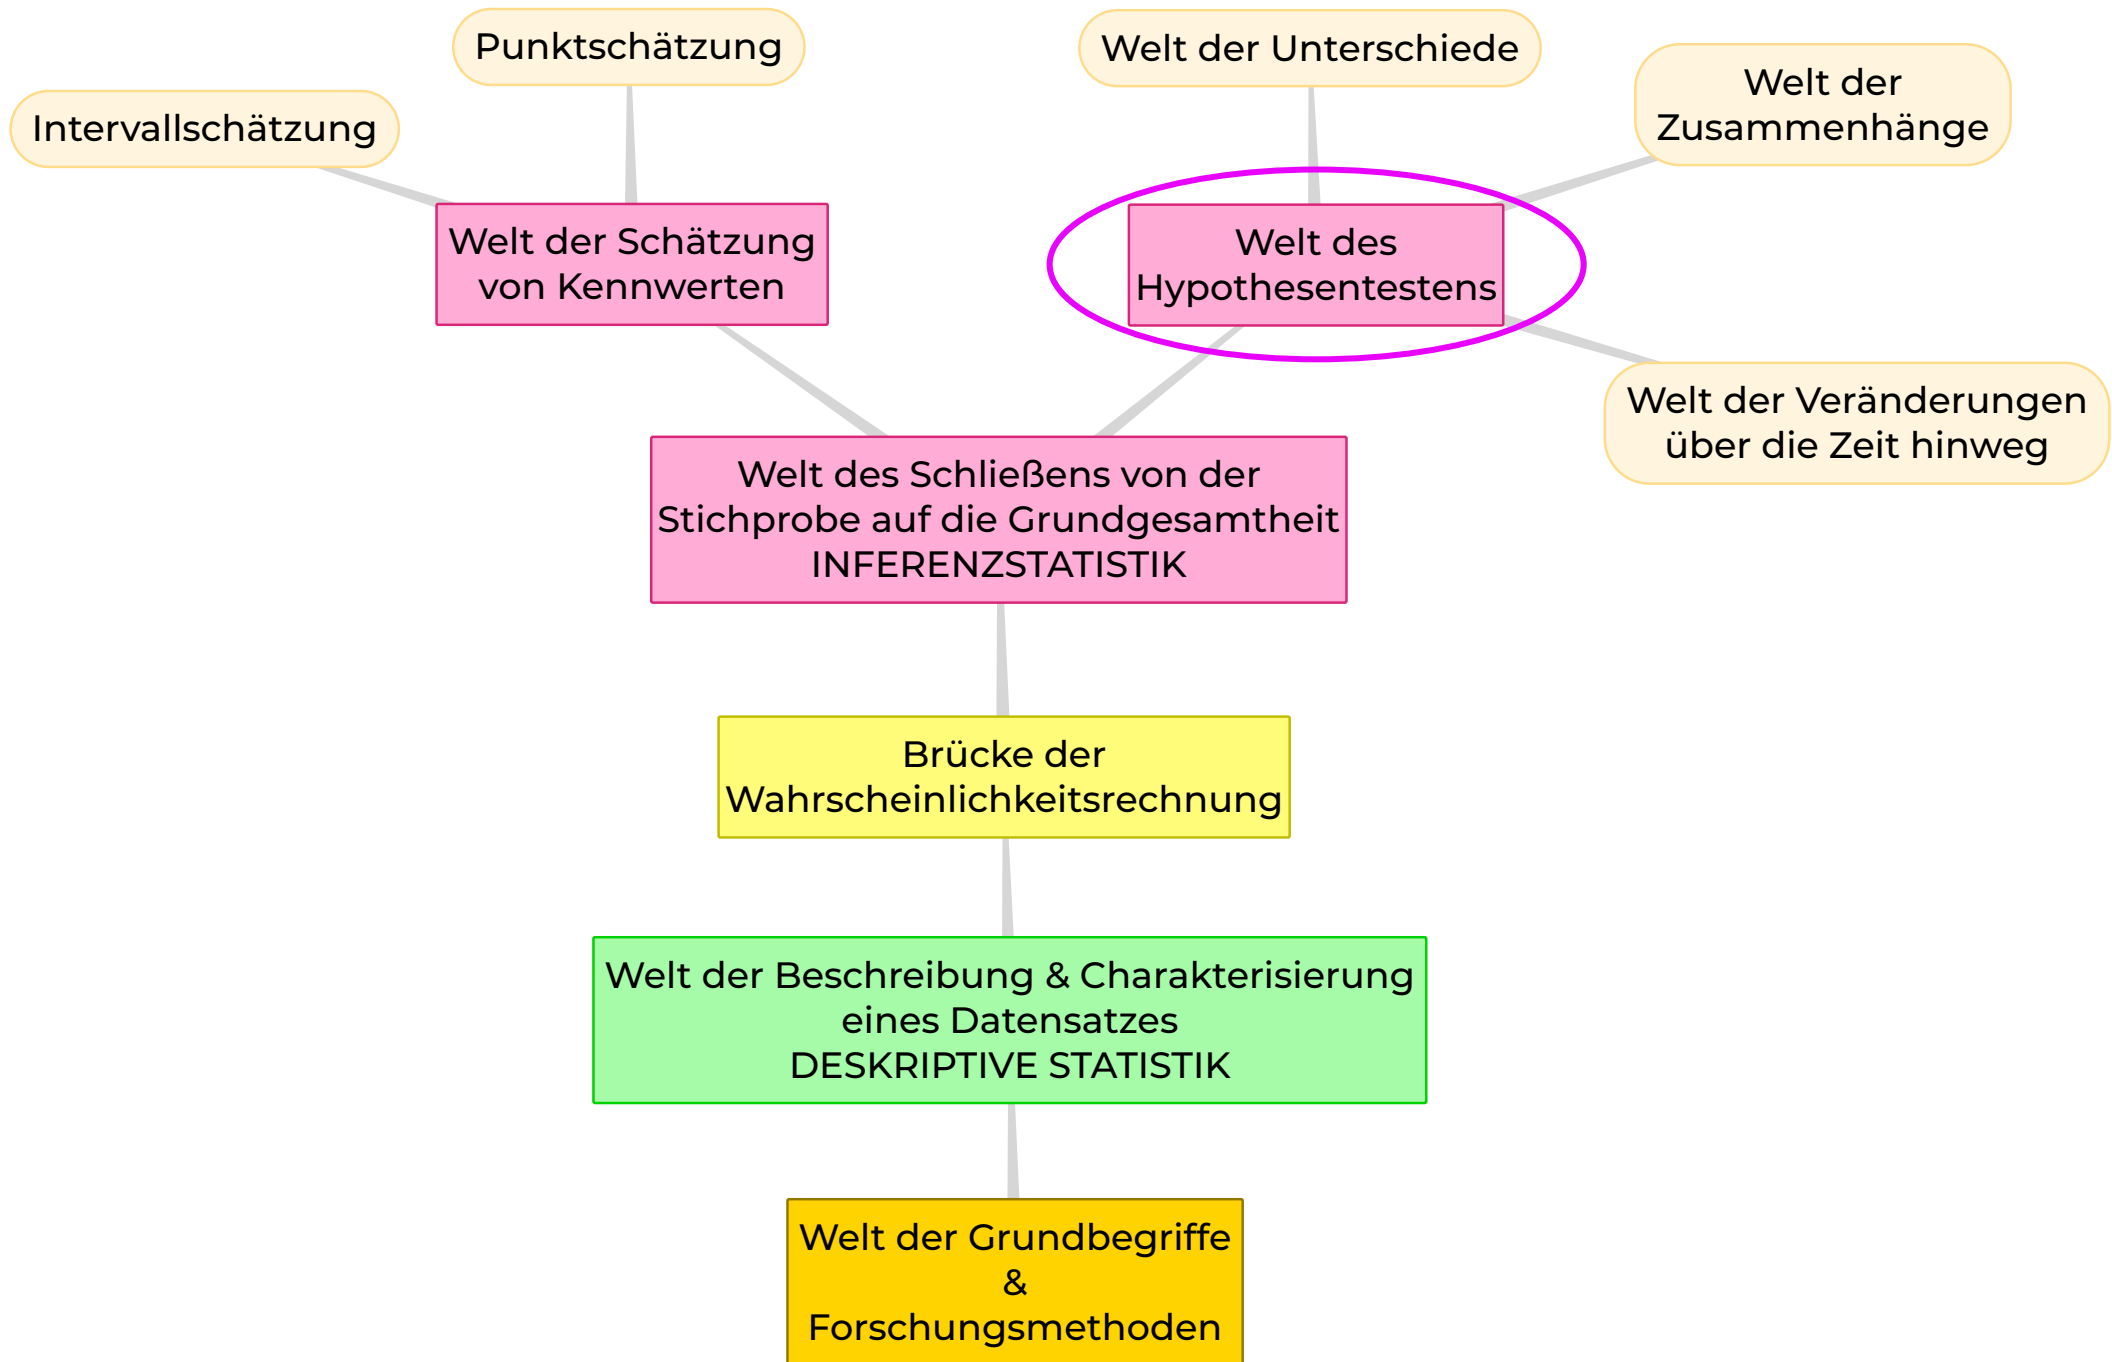 Punktschätzung
Welt der Unterschiede
Welt der
Zusammenhänge
Intervallschätzung
Welt der Schätzung
von Kennwerten
Welt des
Hypothesentestens
Welt der Veränderungen
über die Zeit hinweg
Welt des Schließens von der
Stichprobe auf die Grundgesamtheit
INFERENZSTATISTIK
Brücke der
Wahrscheinlichkeitsrechnung
Welt der Beschreibung & Charakterisierung
eines Datensatzes
DESKRIPTIVE STATISTIK
Welt der Grundbegriffe
&
Forschungsmethoden